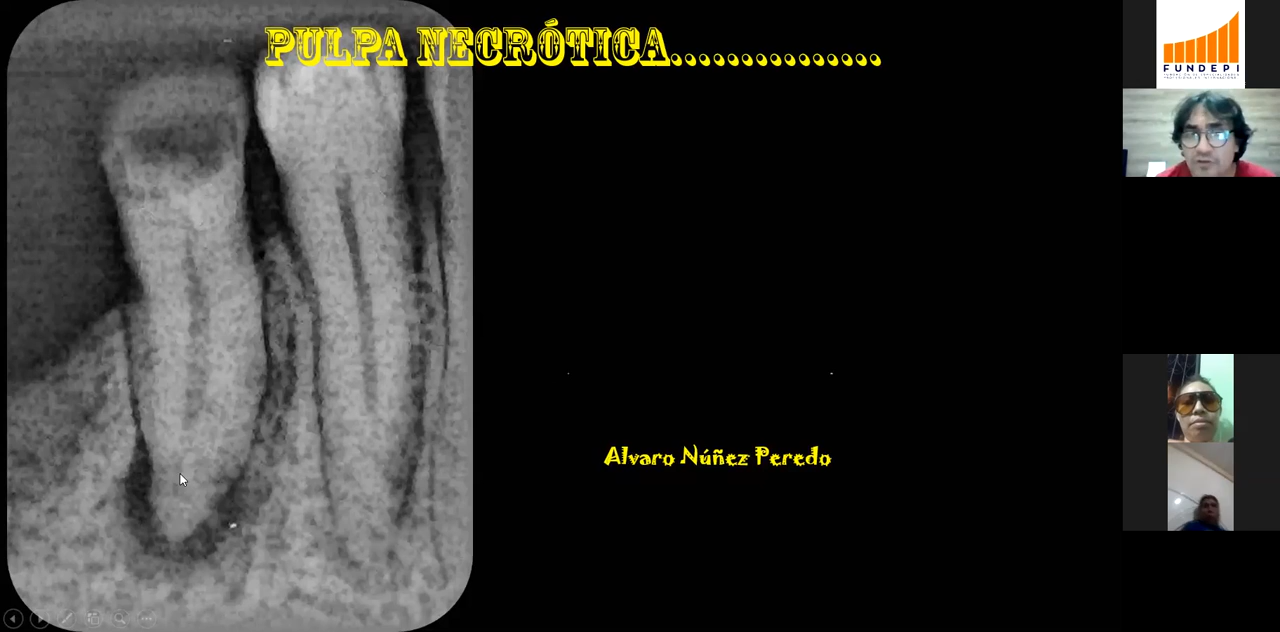 PULPA NECRÓTICA...............
Alvaro Núñez Peredo
FUNDEPI